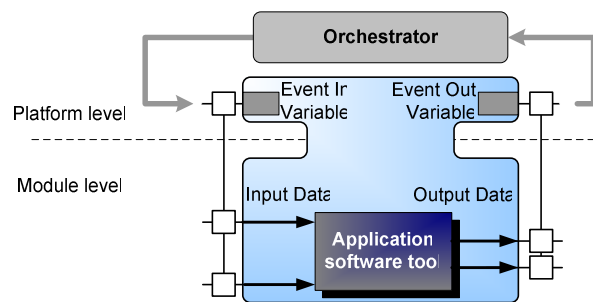 Orchestrator
Event In
Variable
Event Out
Variable
Platform level
Module level
Input Data
Output Data
Application
software tool